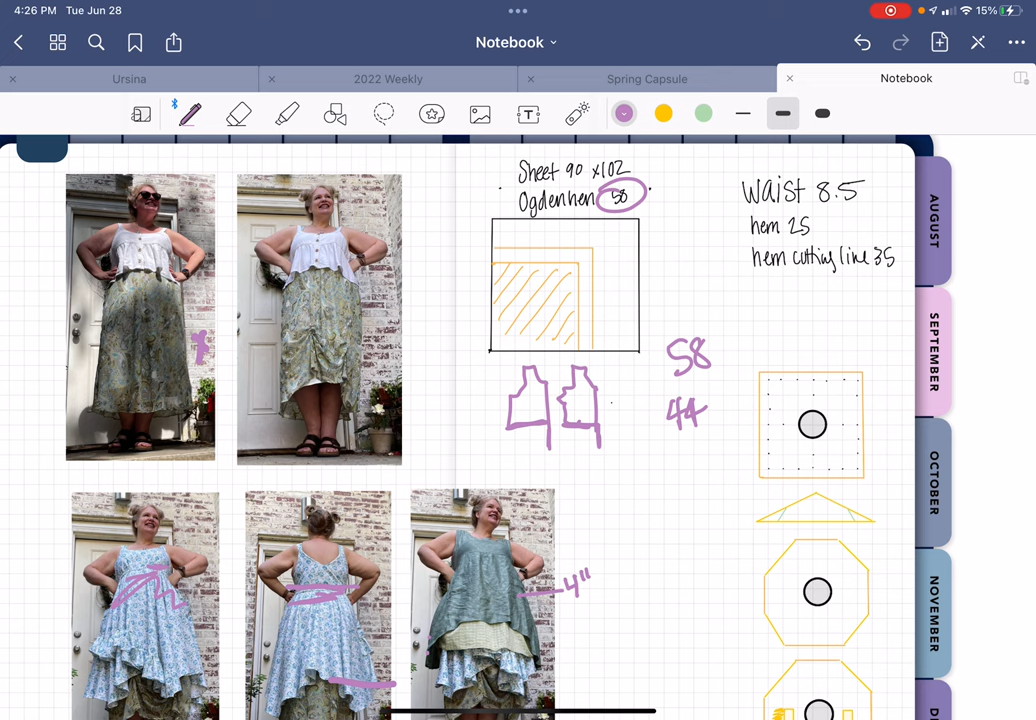 4:26 PM Tue Jun 28
15%
Notebook
Ursina
2022 Weekly
Spring Capsule
Notebook
T
Sheet 90 x102
Ogden hem 58
Waist 8.5
hem 25
hem cutting line 35
58
44
4"
AUGUST
SEPTEMBER
OCTOBER
NOVEMBER
D